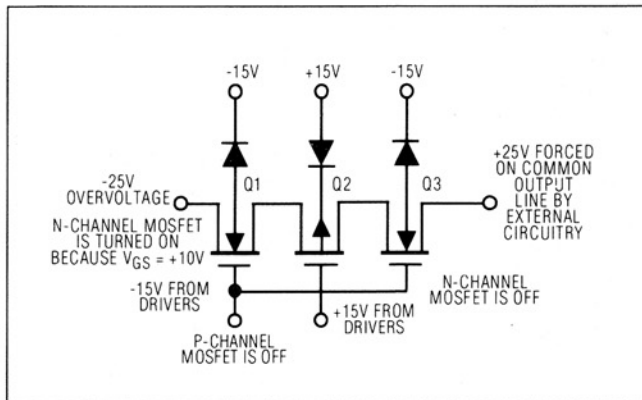 -15V +15V -15V
-25V
OVERVOLTAGE
Q1
Q2
Q3
+25V FORCED
ON COMMON
OUTPUT
LINE BY
EXTERNAL
CIRCUITRY
N-CHANNEL MOSFET
IS TURNED ON
BECAUSE VGS = +10V
-15V FROM
DRIVERS
+15V FROM
DRIVERS
N-CHANNEL
MOSFET IS OFF
P-CHANNEL
MOSFET IS OFF